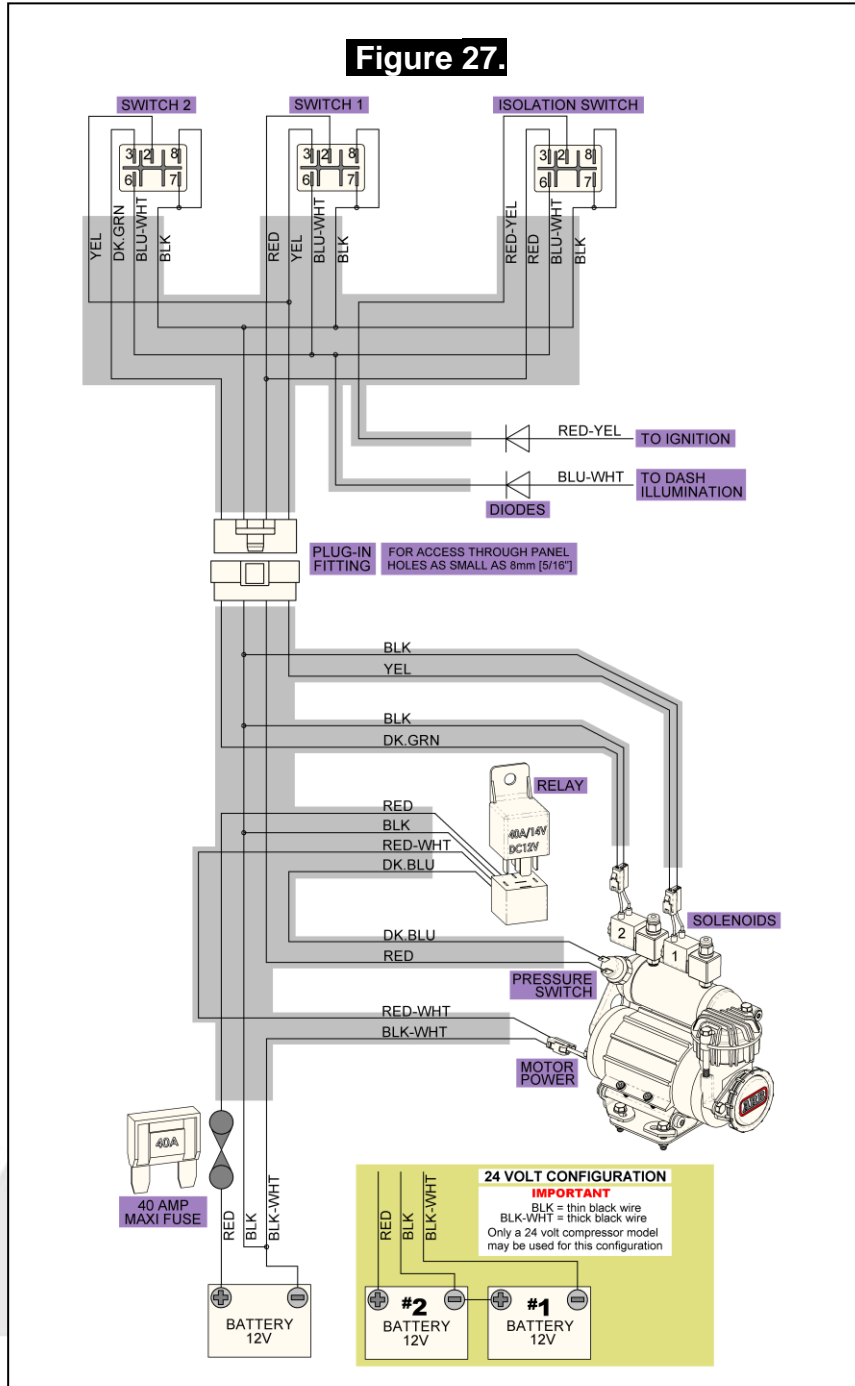 Figure 27.
SWITCH 2
SWITCH 1
ISOLATION SWITCH
3 2 8
6 7
3 2 8
6 7
3 2 8
6 7
YEL
DK.GRN
BLU-WHT
BLK
RED
YEL
BLU-WHT
BLK
RED-YEL
RED
BLU-WHT
BLK
RED-YEL
TO IGNITION
BLU-WHT
TO DASH
ILLUMINATION
DIODES
PLUG-IN
FITTING
FOR ACCESS THROUGH PANEL
HOLES AS SMALL AS 8mm [5/16"]
BLK
YEL
BLK
DK.GRN
RELAY
40A/14V
DC12V
RED
BLK
RED-WHT
DK.BLU
SOLENOIDS
2
1
DK.BLU
RED
PRESSURE
SWITCH
RED-WHT
BLK-WHT
MOTOR
POWER
40A
40 AMP
MAXI FUSE
RED
BLK
BLK-WHT
BATTERY
12V
24 VOLT CONFIGURATION
IMPORTANT
BLK = thin black wire
BLK-WHT = thick black wire
Only a 24 volt compressor model
may be used for this configuration
RED
BLK
BLK-WHT
#2
BATTERY
12V
#1
BATTERY
12V